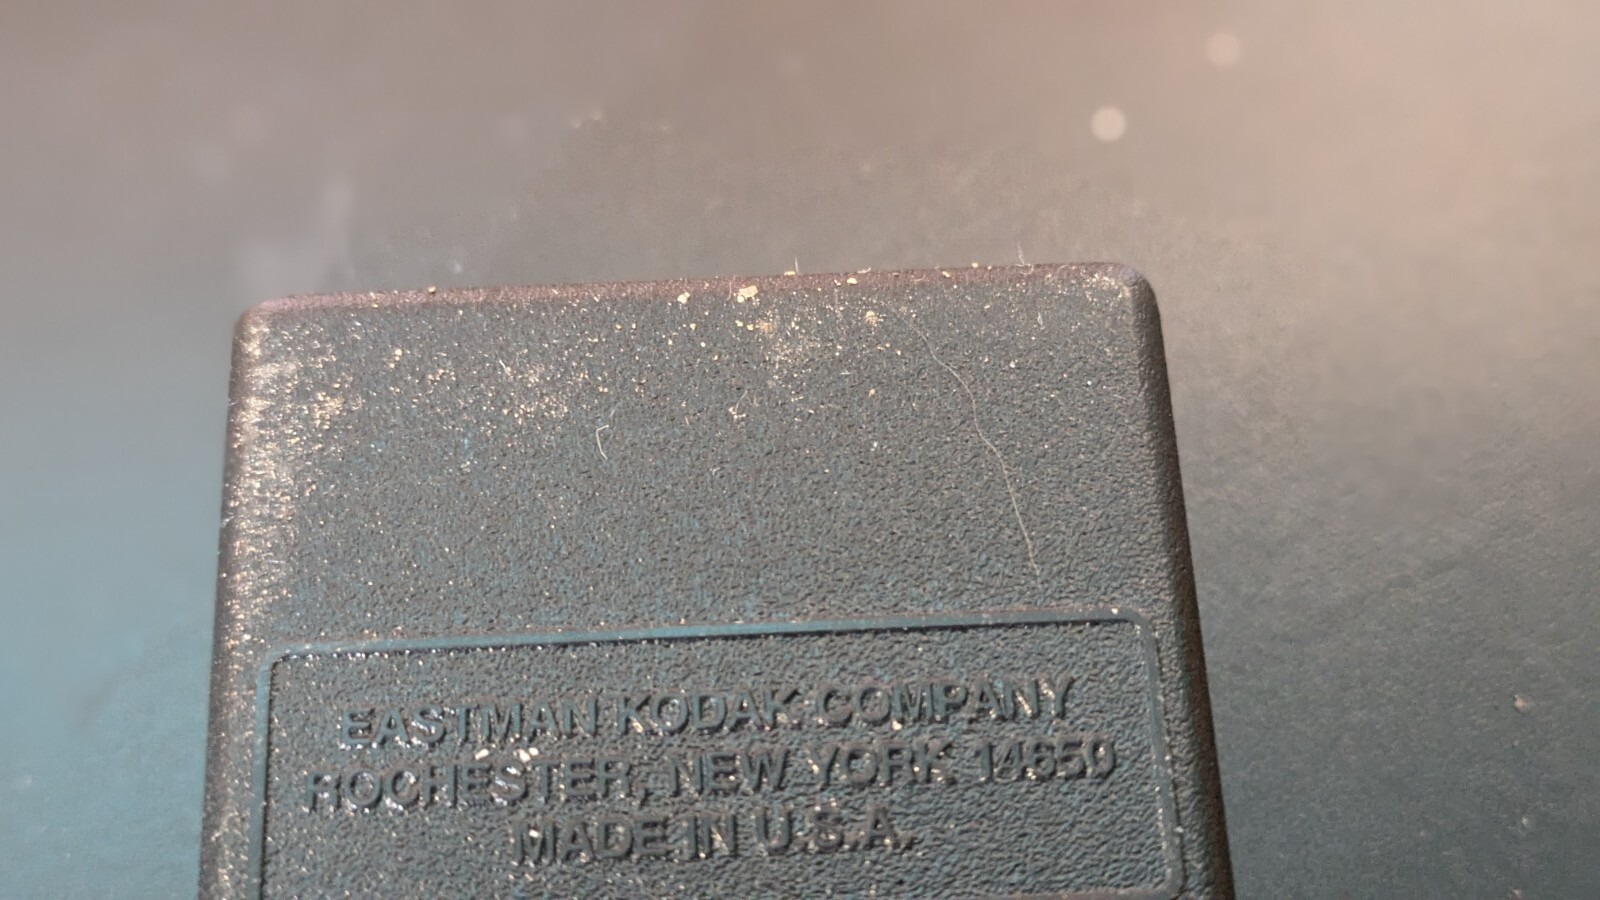 EASTMAN KODAK COMPANY
ROCHESTER, NEW YORK 14650
MADE IN U.S.A.